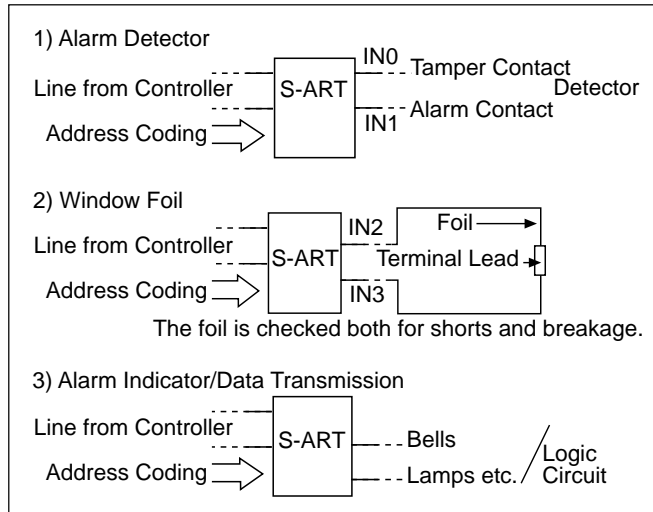 1) Alarm Detector
IN0
Tamper Contact
Line from Controller
S-ART
Detector
Alarm Contact
Address Coding
IN1
2) Window Foil
IN2
Foil
Line from Controller
S-ART
Terminal Lead
Address Coding
IN3
The foil is checked both for shorts and breakage.
3) Alarm Indicator/Data Transmission
Line from Controller
S-ART
Bells
Logic
Address Coding
Lamps etc.
Circuit